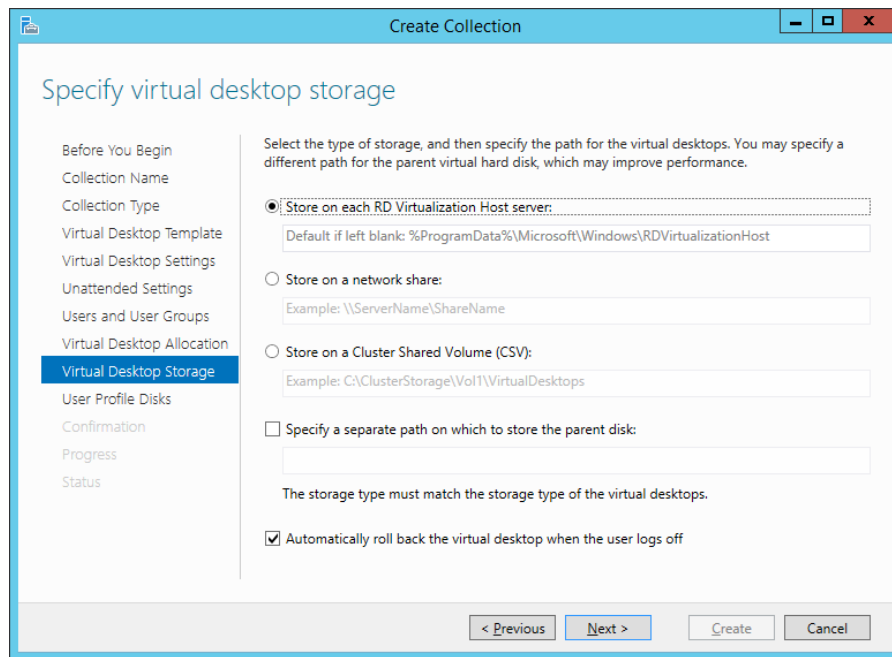 Create Collection
Specify virtual desktop storage
Before You Begin
Collection Name
Collection Type
Virtual Desktop Template
Virtual Desktop Settings
Unattended Settings
Users and User Groups
Virtual Desktop Allocation
Virtual Desktop Storage
User Profile Disks
Confirmation
Progress
Status
Select the type of storage, and then specify the path for the virtual desktops. You may specify a
different path for the parent virtual hard disk, which may improve performance.
Store on each RD Virtualization Host server:
Default if left blank: %ProgramData%\Microsoft\Windows\RDVirtualizationHost
Store on a network share:
Example: \\ServerName\ShareName
Store on a Cluster Shared Volume (CSV):
Example: C:\ClusterStorage\Vol1\VirtualDesktops
Specify a separate path on which to store the parent disk:
The storage type must match the storage type of the virtual desktops.
Automatically roll back the virtual desktop when the user logs off
< Previous
Next >
Create
Cancel